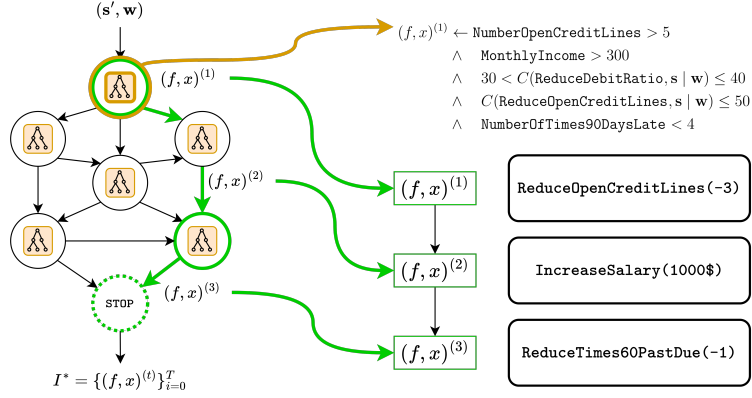 (s′, w)
(f, x)⁽¹⁾ ← NumberOpenCreditLines > 5
∧ MonthlyIncome > 300
∧ 30 < C(ReduceDebitRatio, s | w) ≤ 40
∧ C(ReduceOpenCreditLines, s | w) ≤ 50
∧ NumberOfTimes90DaysLate < 4
(f, x)⁽¹⁾
(f, x)⁽²⁾
(f, x)⁽³⁾
STOP
I* = {(f, x)⁽ᵗ⁾}ᵀᵢ₌₀
(f, x)⁽¹⁾
ReduceOpenCreditLines(-3)
(f, x)⁽²⁾
IncreaseSalary(1000$)
(f, x)⁽³⁾
ReduceTimes60PastDue(-1)